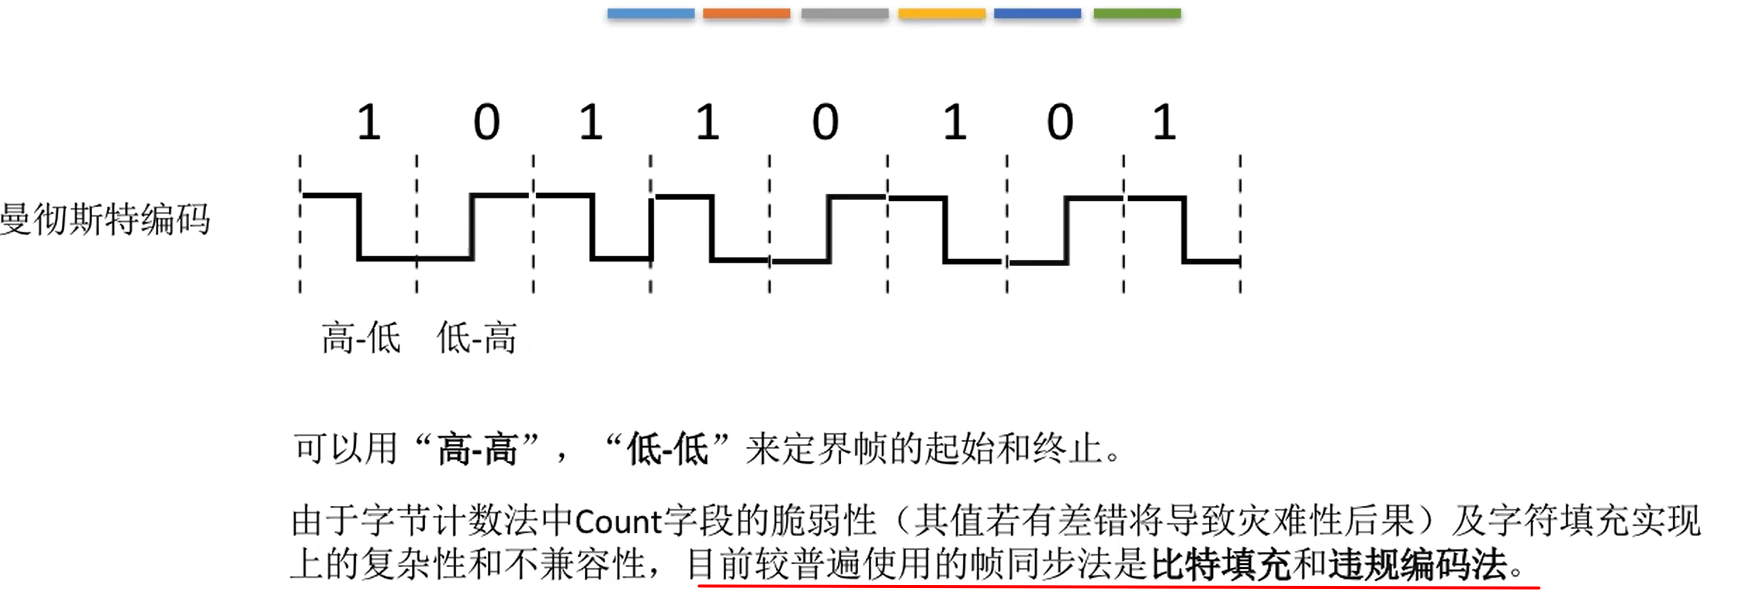 1 0 1 1 0 1 0 1
曼彻斯特编码
高-低 低-高
可以用“高-高”，“低-低”来定界帧的起始和终止。
由于字节计数法中Count字段的脆弱性（其值若有差错将导致灾难性后果）及字符填充实现
上的复杂性和不兼容性，目前较普遍使用的帧同步法是比特填充和违规编码法。